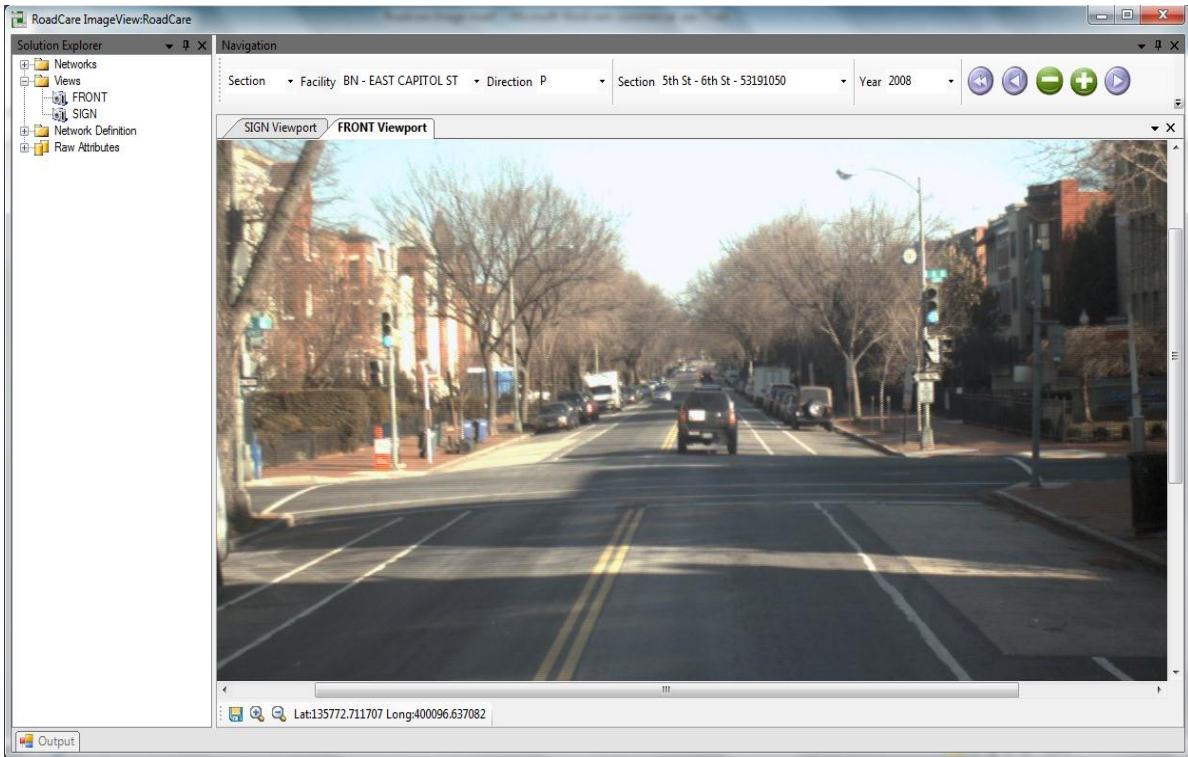 RoadCare ImageView:RoadCare
Solution Explorer
Networks
Views
FRONT
SIGN
Network Definition
Raw Attributes
Navigation
Section Facility BN - EAST CAPITOL ST Direction P Section 5th St - 6th St - 53191050 Year 2008
SIGN Viewport FRONT Viewport
Lat:135772.711707 Long:400096.637082
Output